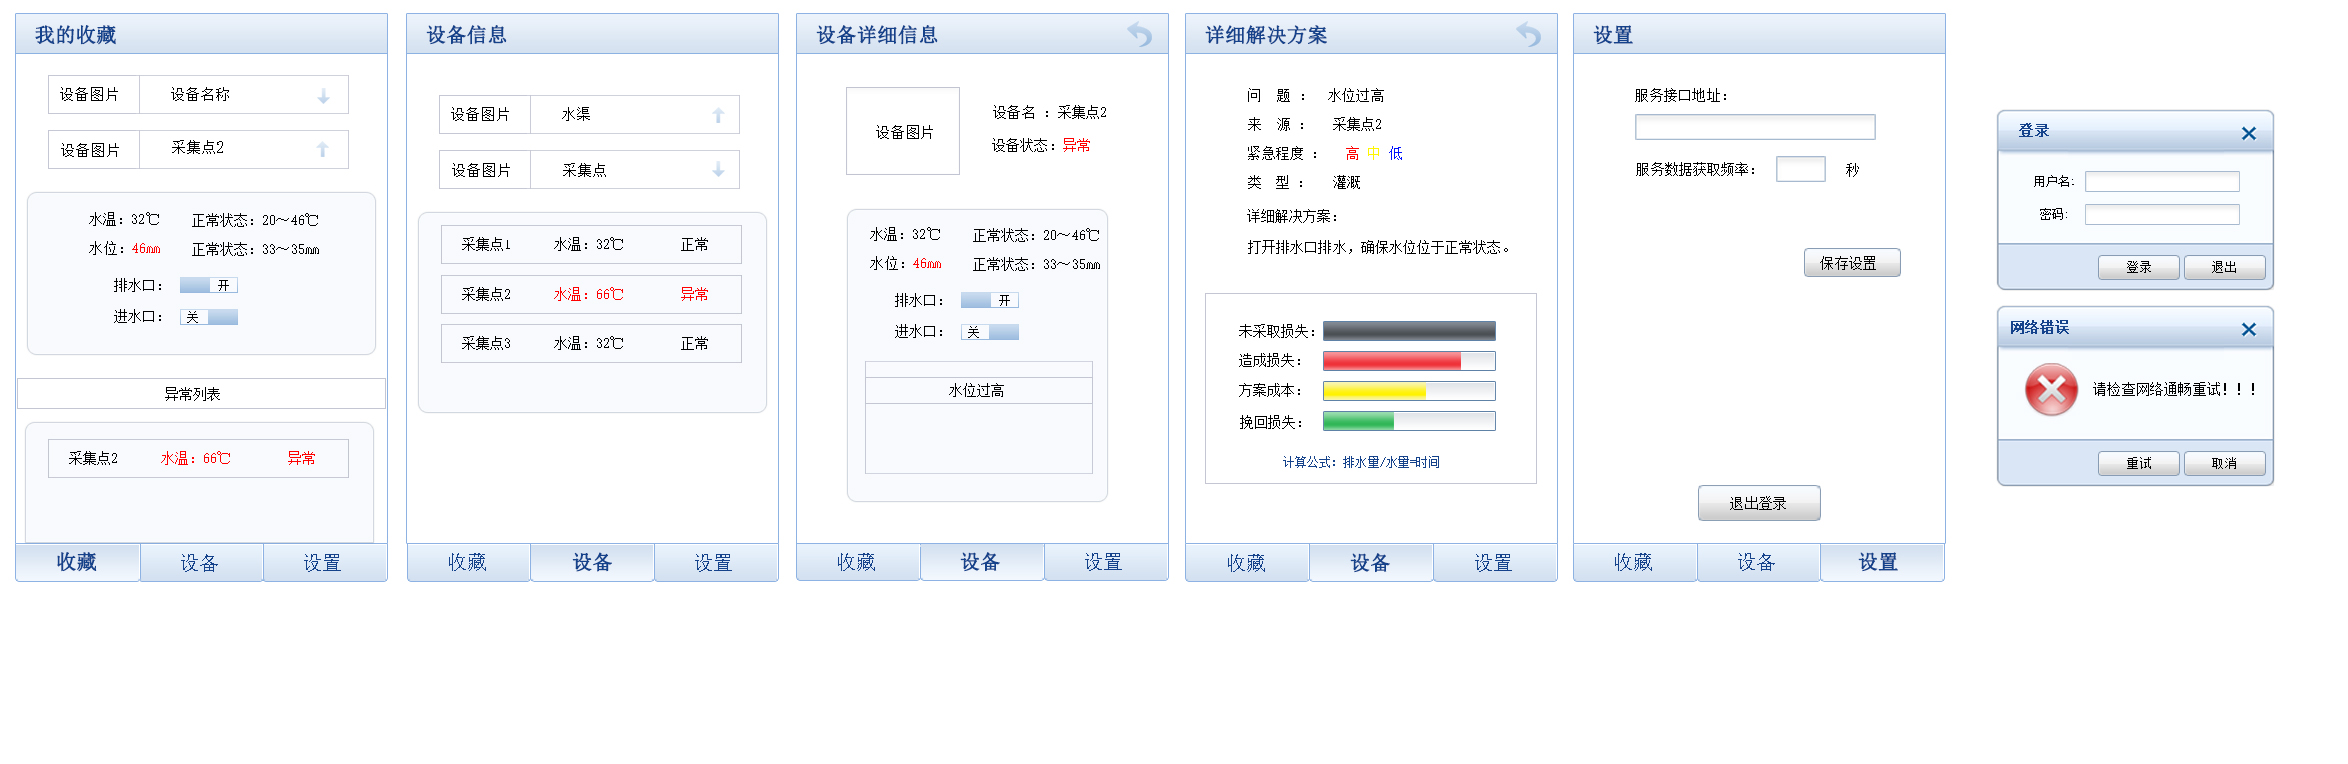 我的收藏
设备图片 设备名称
设备图片 采集点2
水温：32℃ 正常状态：20～46℃
水位：46mm 正常状态：33～35mm
排水口： 开
进水口： 关
异常列表
采集点2 水温：66℃ 异常
收藏 设备 设置
设备信息
设备图片 水渠
设备图片 采集点
采集点1 水温：32℃ 正常
采集点2 水温：66℃ 异常
采集点3 水温：32℃ 正常
收藏 设备 设置
设备详细信息
设备图片
设备名 ：采集点2
设备状态：异常
水温：32℃ 正常状态：20～46℃
水位：46mm 正常状态：33～35mm
排水口： 开
进水口： 关
水位过高
收藏 设备 设置
详细解决方案
问 题 ： 水位过高
来 源 ： 采集点2
紧急程度 ： 高 中 低
类 型 ： 灌溉
详细解决方案：
打开排水口排水，确保水位位于正常状态。
未采取损失：
造成损失：
方案成本：
挽回损失：
计算公式：排水量/水量=时间
收藏 设备 设置
设置
服务接口地址：
服务数据获取频率： 秒
保存设置
退出登录
收藏 设备 设置
登录
用户名:
密码:
登录 退出
网络错误
请检查网络通畅重试！！！
重试 取消